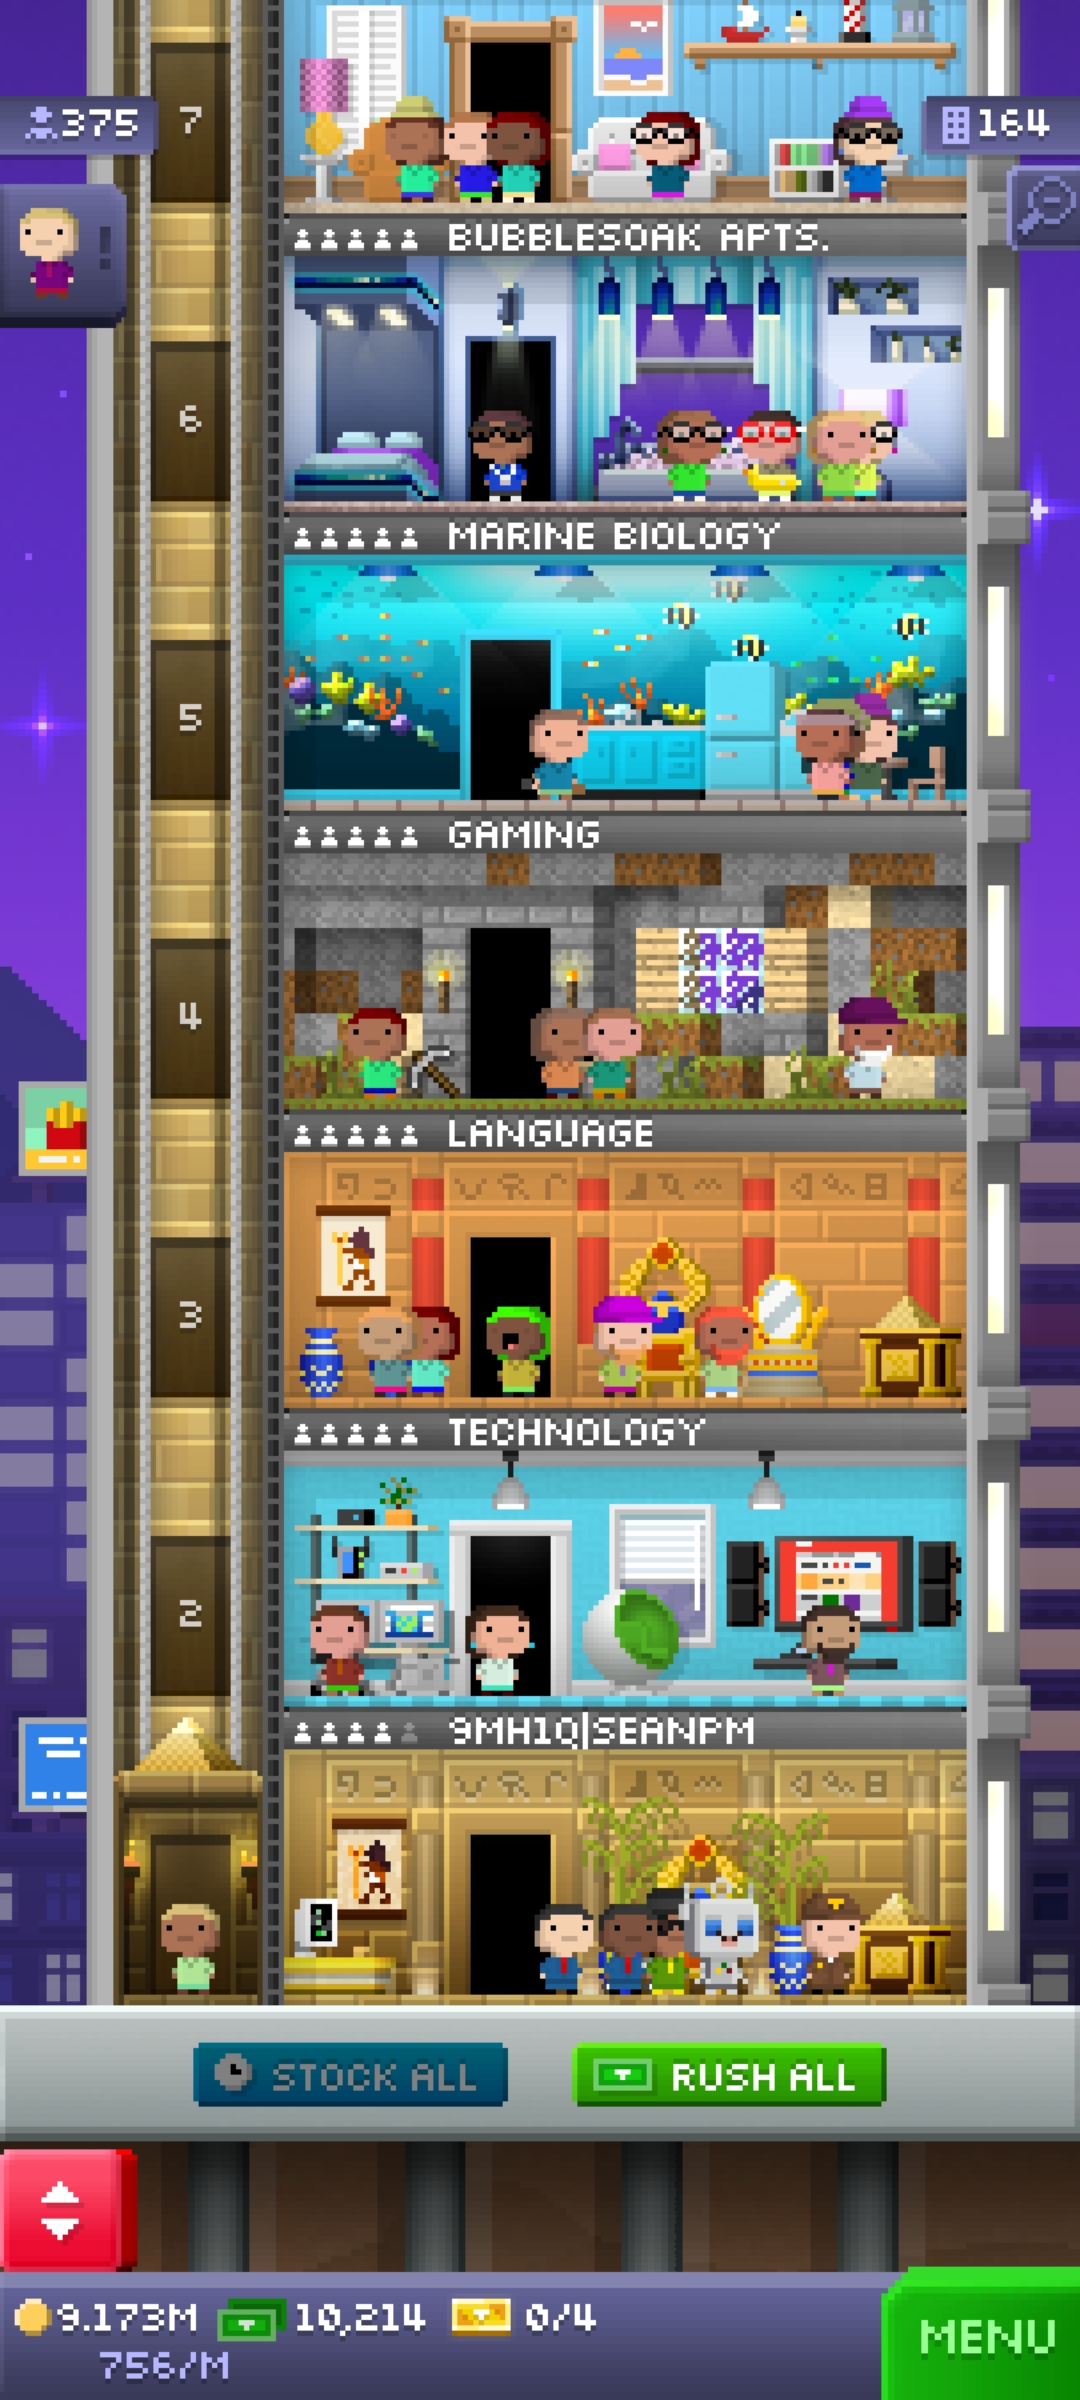 7
375
164
BUBBLESOAK APTS.
6
MARINE BIOLOGY
5
GAMING
4
LANGUAGE
3
TECHNOLOGY
2
9MH1Q|SEANPM
STOCK ALL
RUSH ALL
9.173M 10,214 0/4
756/M
MENU